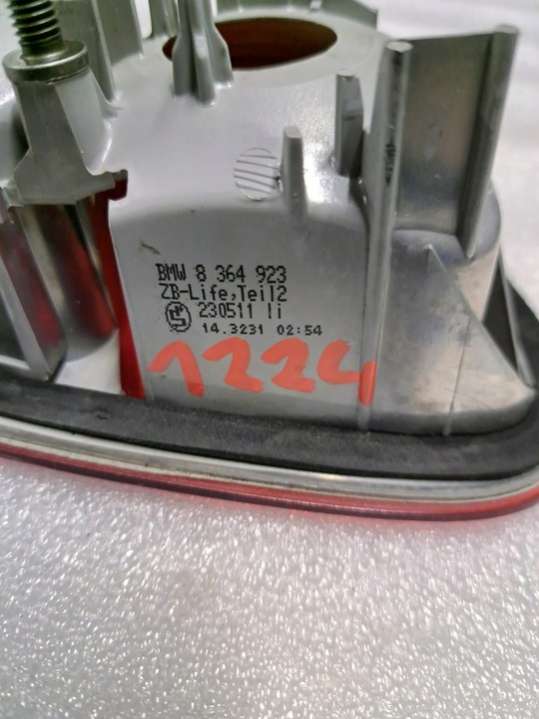 BMW 8 364 923
ZB-Life,Teil2
230511 li
14.3231 02:54
1224